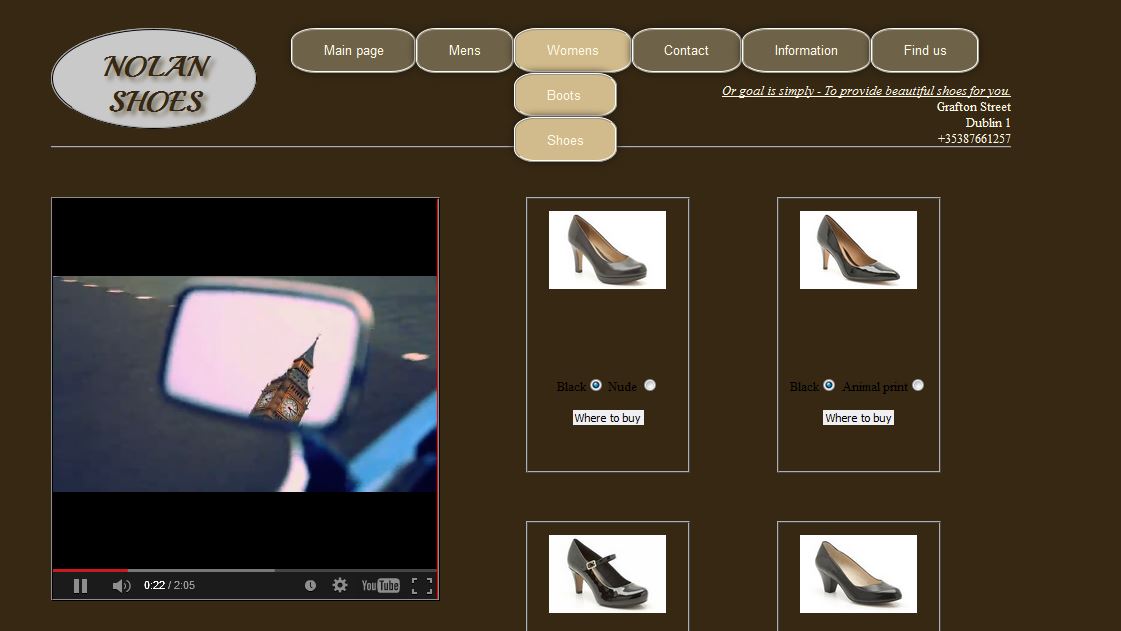 NOLAN
SHOES
Main page
Mens
Womens
Contact
Information
Find us
Boots
Shoes
Or goal is simply - To provide beautiful shoes for you.
Grafton Street
Dublin 1
+35387661257
Black Nude
Where to buy
Black Animal print
Where to buy
0:22 / 2:05
YouTube